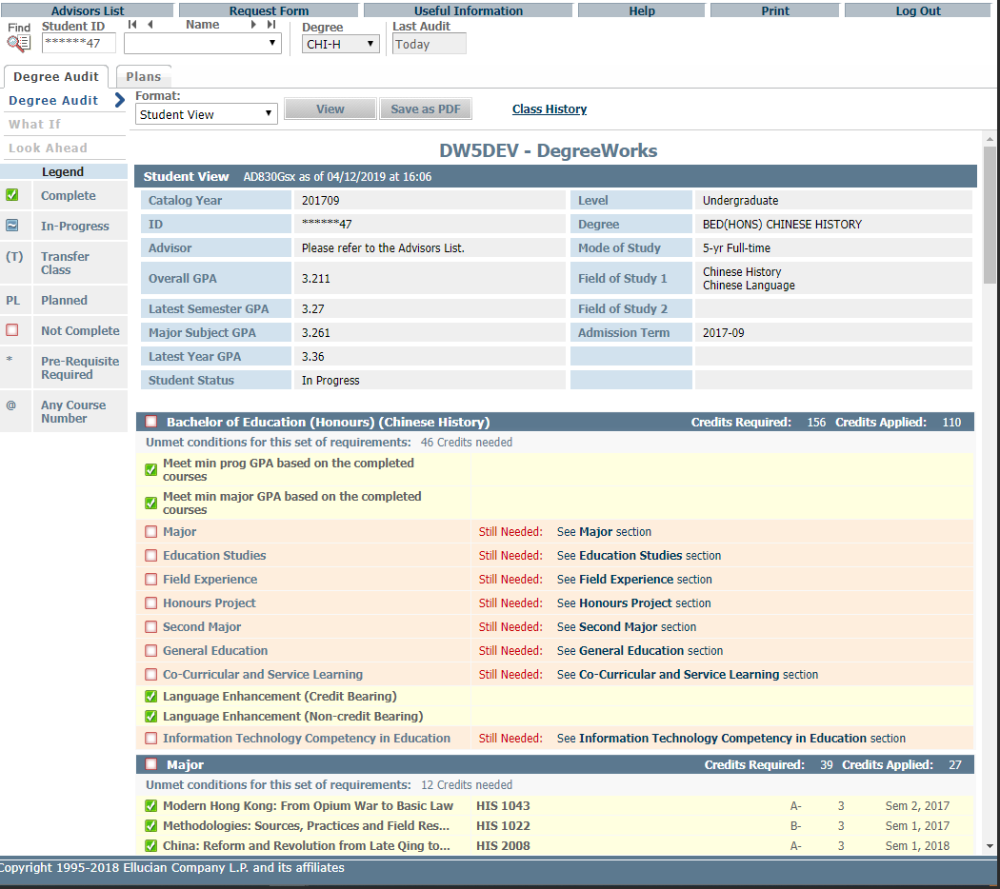 Advisors List Request Form Useful Information Help Print Log Out
Find Student ID Name Degree Last Audit
******47 CHI-H Today
Degree Audit Plans
Degree Audit Format:
Student View View Save as PDF Class History
What If
Look Ahead
DW5DEV - DegreeWorks
Legend
Complete
In-Progress
(T) Transfer
Class
PL Planned
Not Complete
* Pre-Requisite
Required
@ Any Course
Number
Student View AD830Gsx as of 04/12/2019 at 16:06
Catalog Year 201709 Level Undergraduate
ID ******47 Degree BED(HONS) CHINESE HISTORY
Advisor Please refer to the Advisors List. Mode of Study 5-yr Full-time
Overall GPA 3.211 Field of Study 1 Chinese History
Chinese Language
Latest Semester GPA 3.27 Field of Study 2
Major Subject GPA 3.261 Admission Term 2017-09
Latest Year GPA 3.36
Student Status In Progress
Bachelor of Education (Honours) (Chinese History) Credits Required: 156 Credits Applied: 110
Unmet conditions for this set of requirements: 46 Credits needed
Meet min prog GPA based on the completed
courses
Meet min major GPA based on the completed
courses
Major Still Needed: See Major section
Education Studies Still Needed: See Education Studies section
Field Experience Still Needed: See Field Experience section
Honours Project Still Needed: See Honours Project section
Second Major Still Needed: See Second Major section
General Education Still Needed: See General Education section
Co-Curricular and Service Learning Still Needed: See Co-Curricular and Service Learning section
Language Enhancement (Credit Bearing)
Language Enhancement (Non-credit Bearing)
Information Technology Competency in Education Still Needed: See Information Technology Competency in Education section
Major Credits Required: 39 Credits Applied: 27
Unmet conditions for this set of requirements: 12 Credits needed
Modern Hong Kong: From Opium War to Basic Law HIS 1043 A- 3 Sem 2, 2017
Methodologies: Sources, Practices and Field Res... HIS 1022 B- 3 Sem 1, 2017
China: Reform and Revolution from Late Qing to... HIS 2008 A- 3 Sem 1, 2018
Copyright 1995-2018 Ellucian Company L.P. and its affiliates